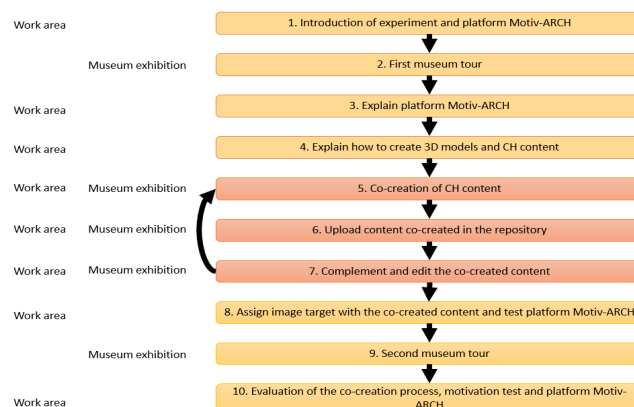 Work area
1. Introduction of experiment and platform Motiv-ARCH
Museum exhibition
2. First museum tour
Work area
3. Explain platform Motiv-ARCH
Work area
4. Explain how to create 3D models and CH content
Work area
Museum exhibition
5. Co-creation of CH content
Work area
Museum exhibition
6. Upload content co-created in the repository
Work area
Museum exhibition
7. Complement and edit the co-created content
Work area
8. Assign image target with the co-created content and test platform Motiv-ARCH
Museum exhibition
9. Second museum tour
Work area
10. Evaluation of the co-creation process, motivation test and platform Motiv-
ARCH